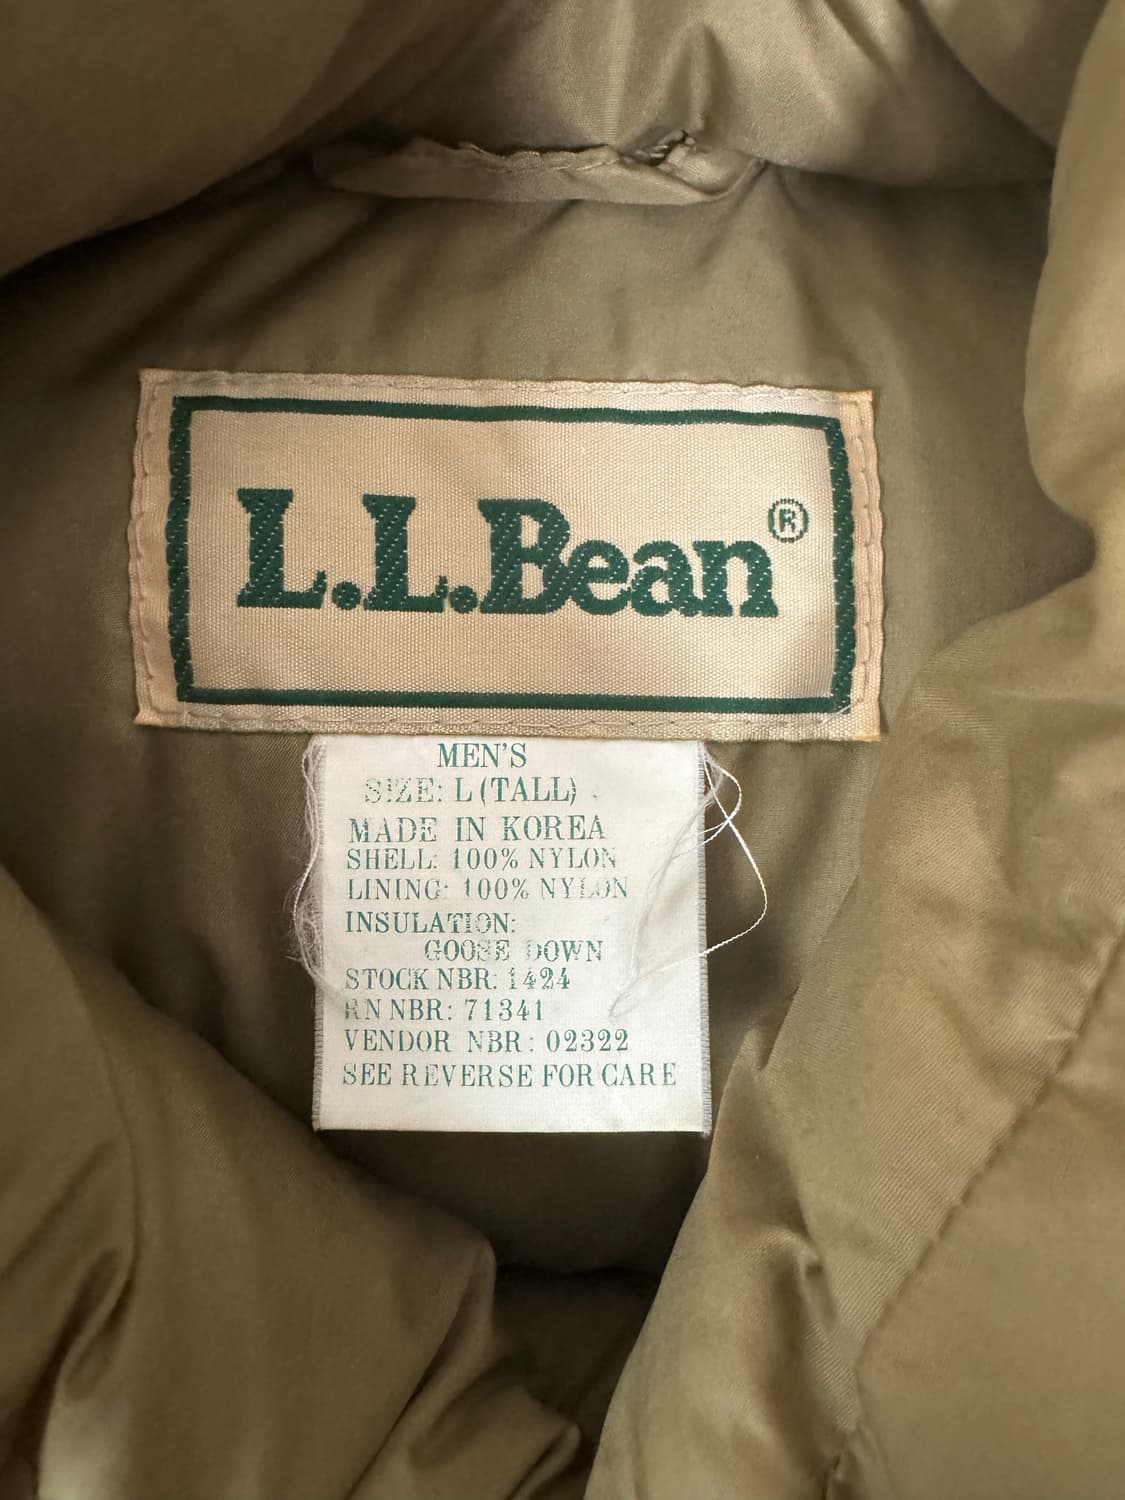 L.L.Bean®
MEN'S
SIZE: L (TALL)
MADE IN KOREA
SHELL: 100% NYLON
LINING: 100% NYLON
INSULATION:
GOOSE DOWN
STOCK NBR: 1424
RN NBR: 71341
VENDOR NBR: 02322
SEE REVERSE FOR CARE